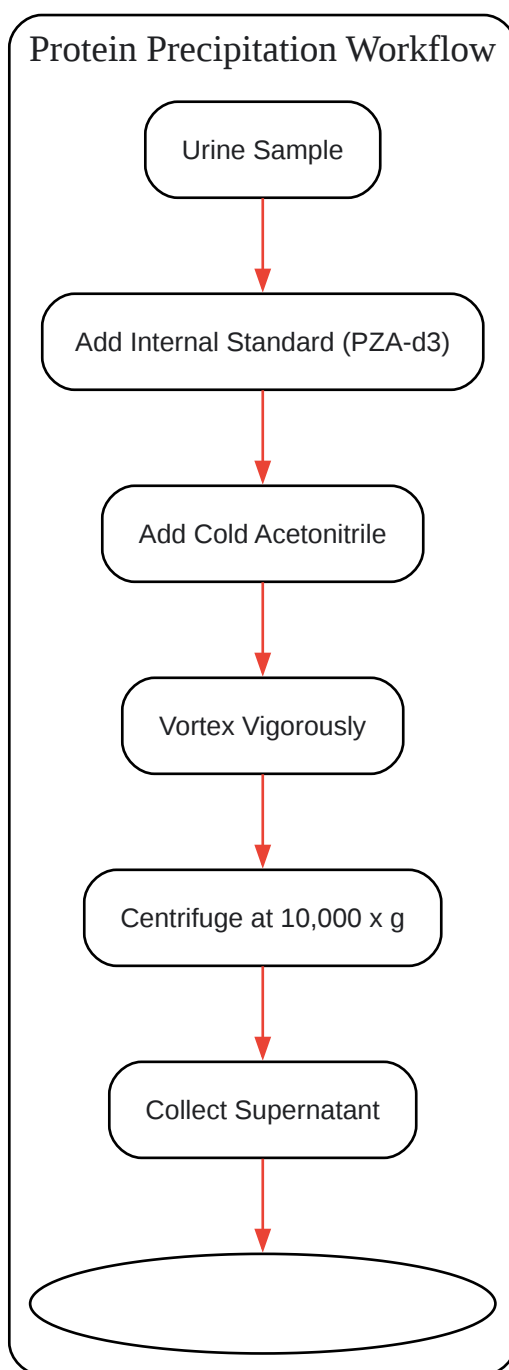 Protein Precipitation Workflow
Urine Sample
Add Internal Standard (PZA-d3)
Add Cold Acetonitrile
Vortex Vigorously
Centrifuge at 10,000 x g
Collect Supernatant